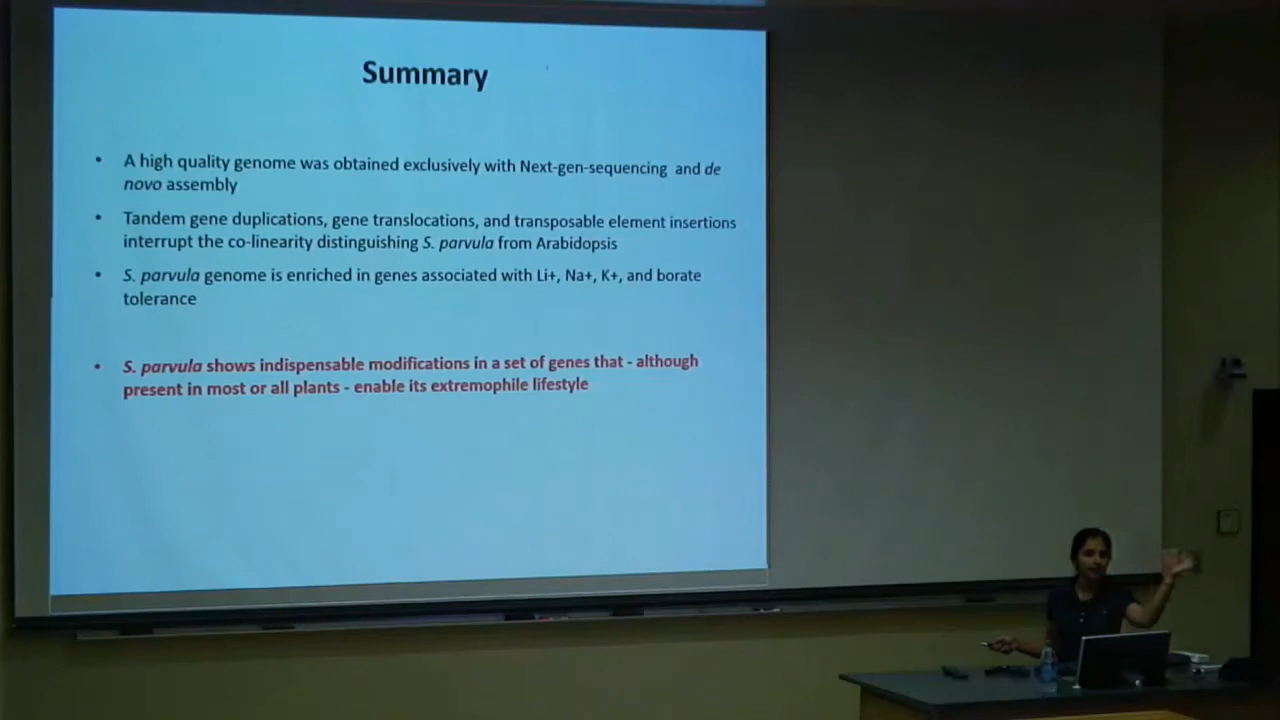 Summary
• A high quality genome was obtained exclusively with Next-gen-sequencing and de
novo assembly
• Tandem gene duplications, gene translocations, and transposable element insertions
interrupt the co-linearity distinguishing S. parvula from Arabidopsis
• S. parvula genome is enriched in genes associated with Li+, Na+, K+, and borate
tolerance
• S. parvula shows indispensable modifications in a set of genes that - although
present in most or all plants - enable its extremophile lifestyle